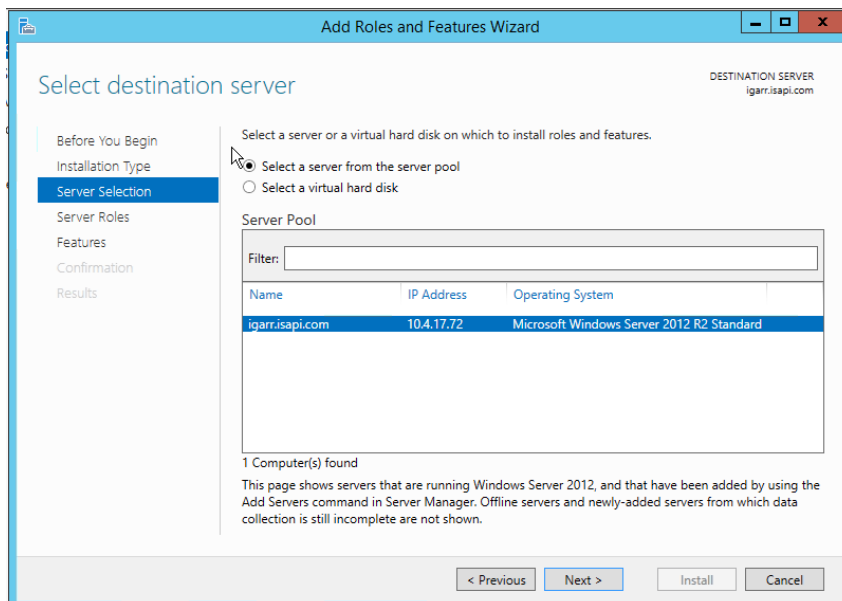 Add Roles and Features Wizard
Select destination server
DESTINATION SERVER
igarr.isapi.com
Before You Begin
Installation Type
Server Selection
Server Roles
Features
Confirmation
Results
Select a server or a virtual hard disk on which to install roles and features.
Select a server from the server pool
Select a virtual hard disk
Server Pool
Filter:
Name IP Address Operating System
igarr.isapi.com 10.4.17.72 Microsoft Windows Server 2012 R2 Standard
1 Computer(s) found
This page shows servers that are running Windows Server 2012, and that have been added by using the
Add Servers command in Server Manager. Offline servers and newly-added servers from which data
collection is still incomplete are not shown.
< Previous Next > Install Cancel